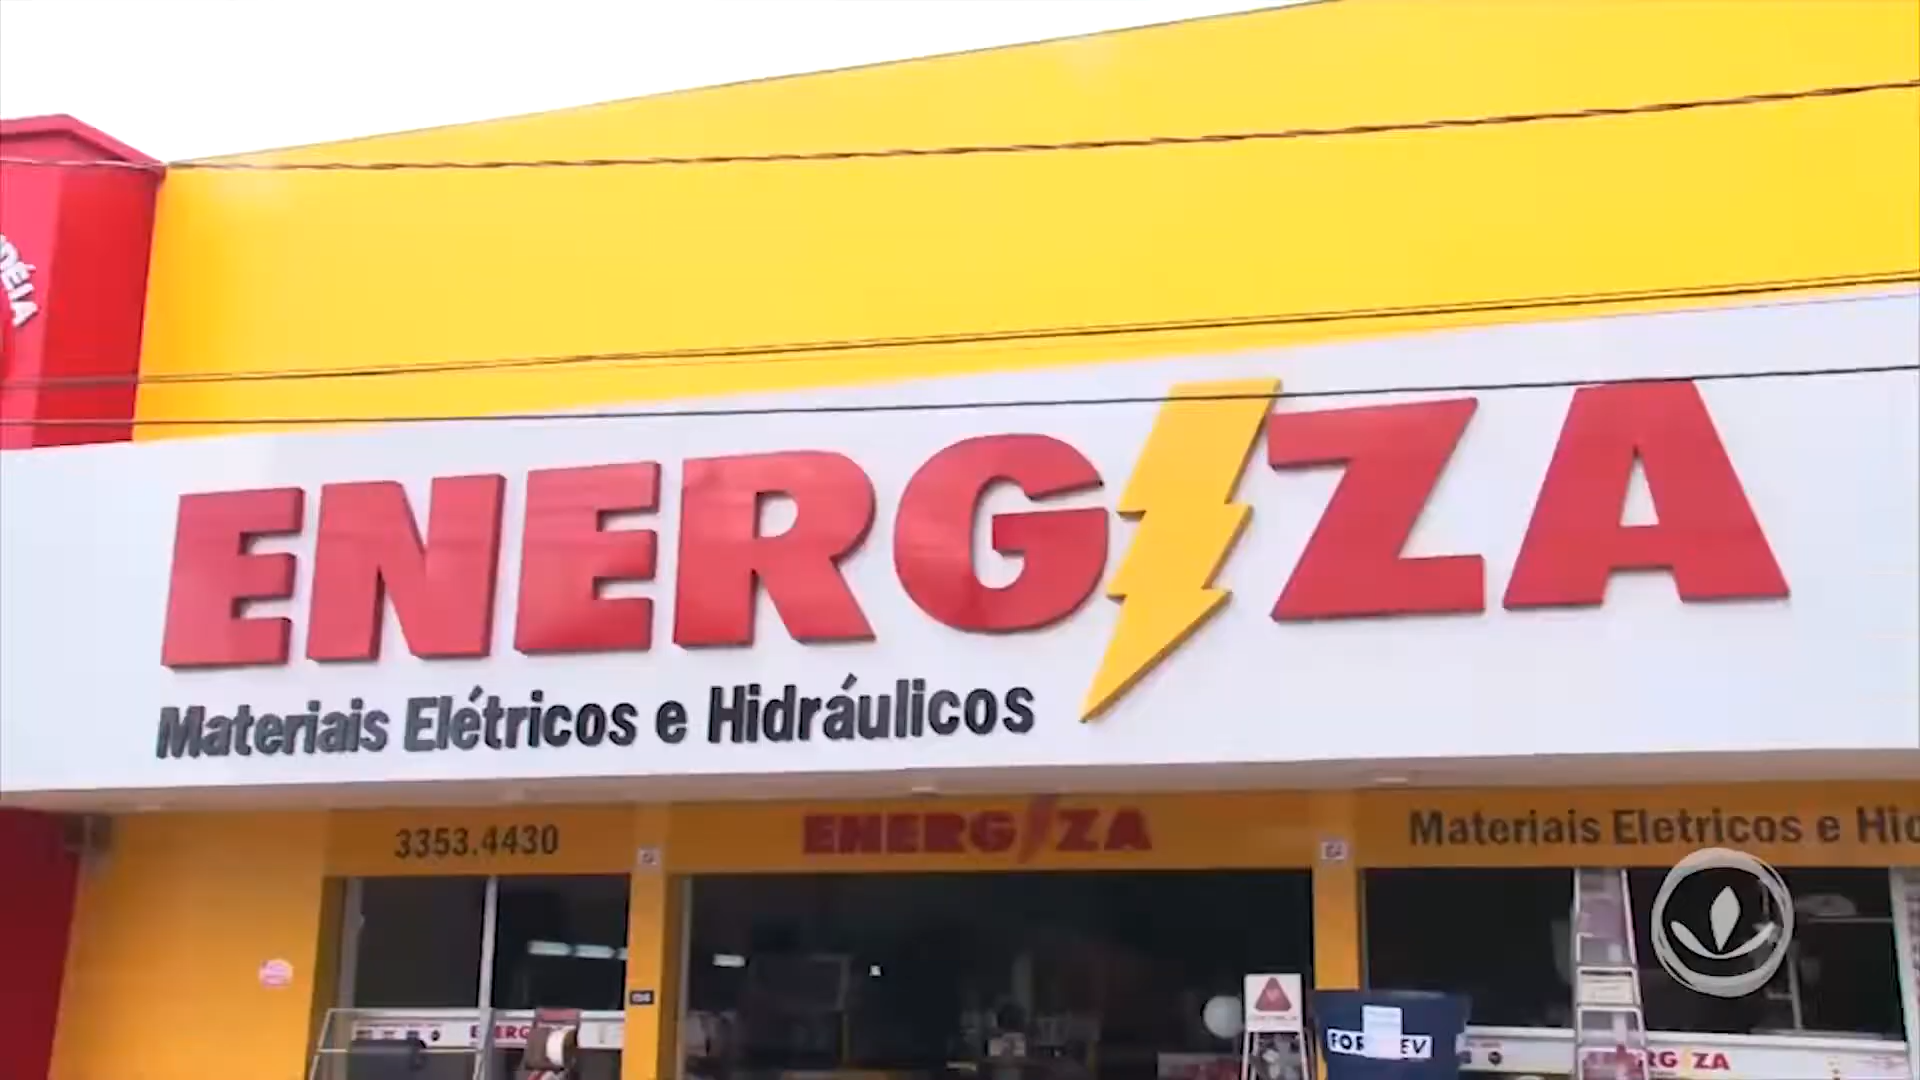 ENERGIZA
Materiais Elétricos e Hidráulicos
3353.4430
ENERGIZA
Materiais Eletricos e Hid
ENERGIZA